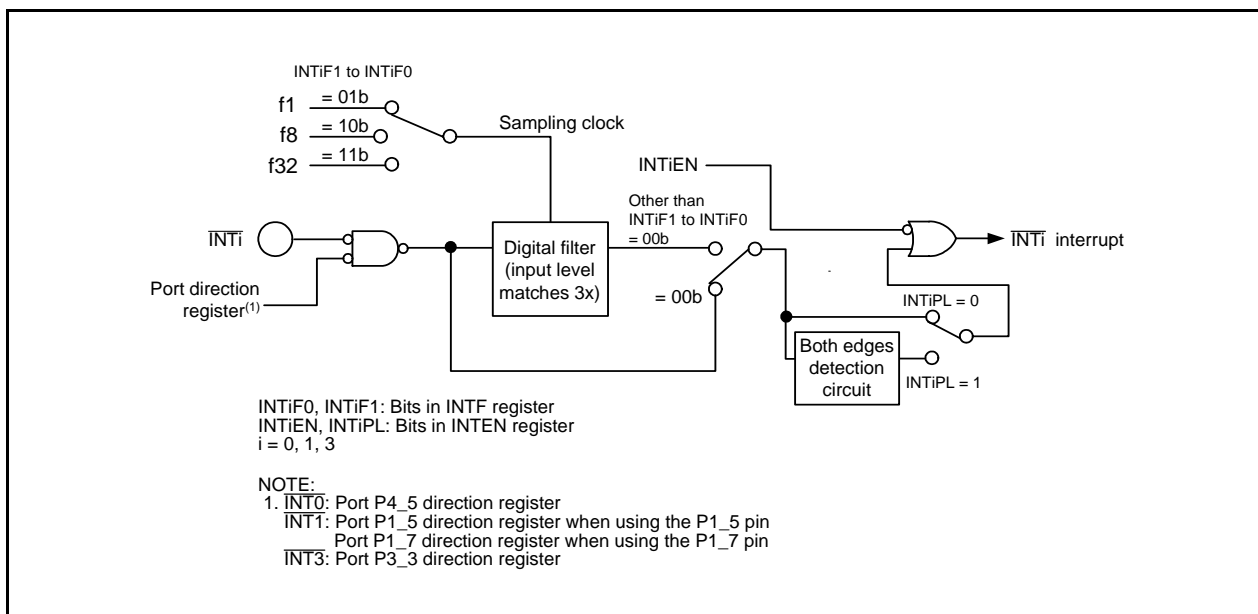 INTiF1 to INTiF0
f1
= 01b
f8
= 10b
f32
= 11b
Sampling clock
INTiEN
Other than
INTiF1 to INTiF0
= 00b
INTi
Digital filter
(input level
matches 3x)
INTi interrupt
Port direction
register(1)
= 00b
INTiPL = 0
Both edges
detection
circuit
INTiPL = 1
INTiF0, INTiF1: Bits in INTF register
INTiEN, INTiPL: Bits in INTEN register
i = 0, 1, 3
NOTE:
1. INT0: Port P4_5 direction register
INT1: Port P1_5 direction register when using the P1_5 pin
Port P1_7 direction register when using the P1_7 pin
INT3: Port P3_3 direction register